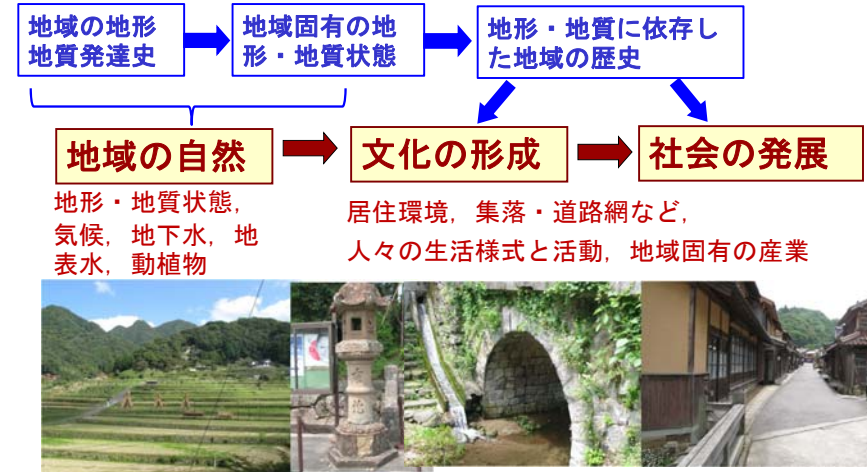 地域の地形
地質発達史
地域固有の地
形・地質状態
地形・地質に依存し
た地域の歴史
地域の自然
文化の形成
社会の発展
地形・地質状態,
気候, 地下水, 地
表水, 動植物
居住環境, 集落・道路網など,
人々の生活様式と活動, 地域固有の産業